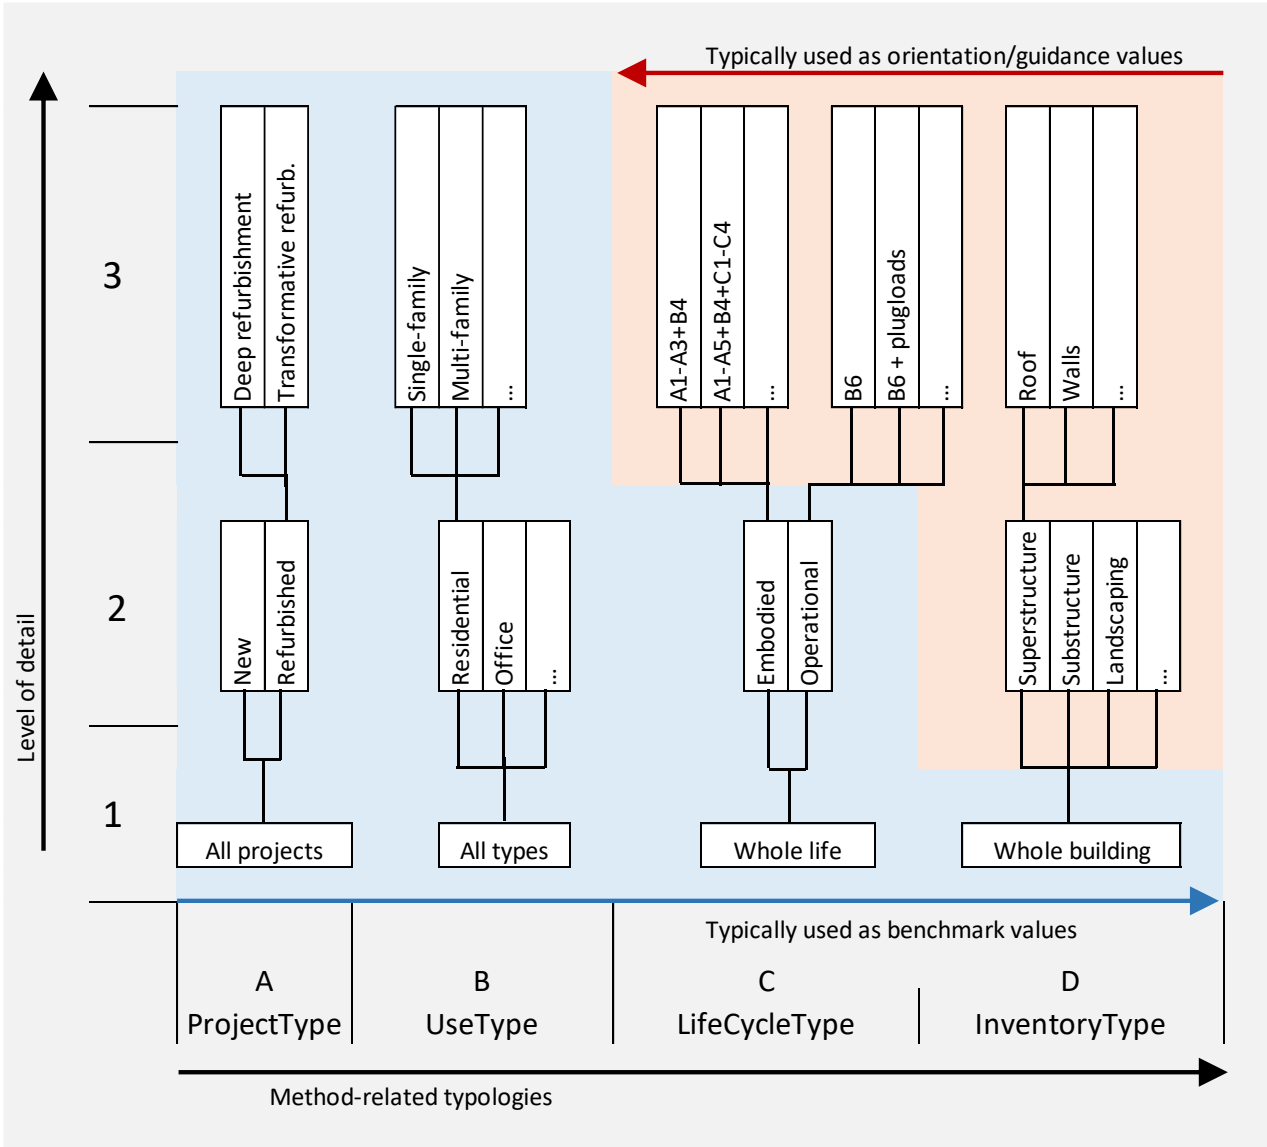 Typically used as orientation/guidance values
Level of detail
3
Deep refurbishment
Transformative refurb.
Single-family
Multi-family
...
A1-A3+B4
A1-A5+B4+C1-C4
...
B6
B6 + plugloads
...
Roof
Walls
...
2
New
Refurbished
Residential
Office
...
Embodied
Operational
Superstructure
Substructure
Landscaping
...
1
All projects
All types
Whole life
Whole building
Typically used as benchmark values
A
ProjectType
B
UseType
C
LifeCycleType
D
InventoryType
Method-related typologies